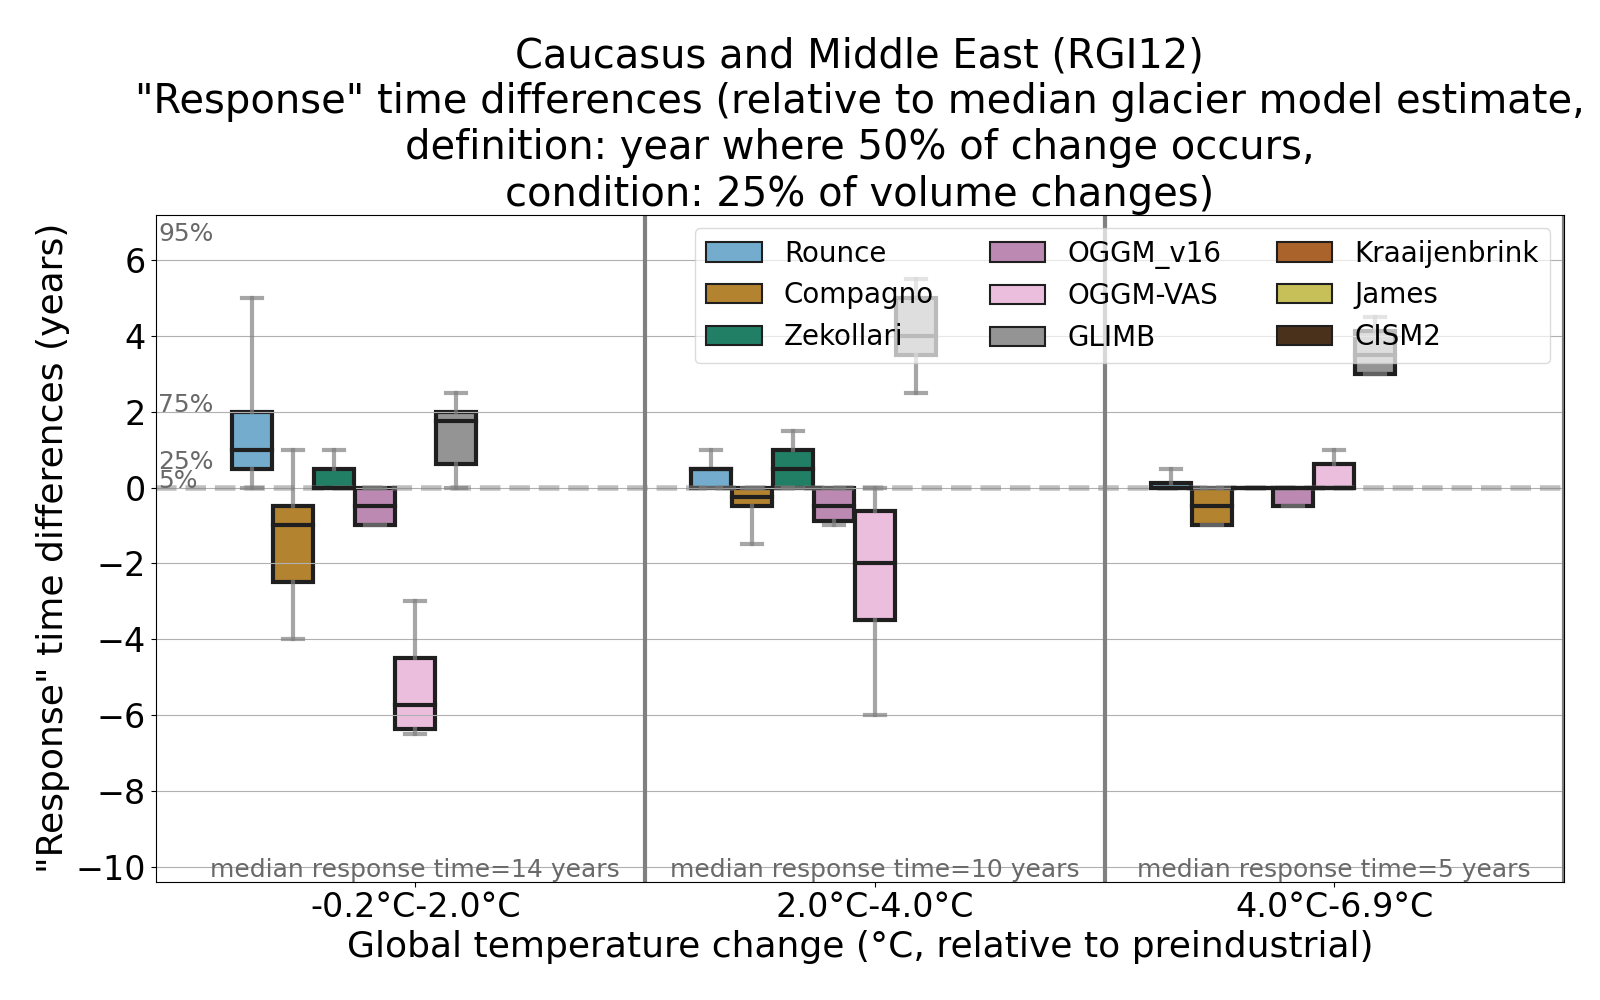 Caucasus and Middle East (RGI12)
"Response" time differences (relative to median glacier model estimate,
definition: year where 50% of change occurs,
condition: 25% of volume changes)
"Response" time differences (years)
6
4
2
0
−2
−4
−6
−8
−10
95%
75%
25%
5%
Rounce
Compagno
Zekollari
OGGM_v16
OGGM-VAS
GLIMB
Kraaijenbrink
James
CISM2
median response time=14 years
median response time=10 years
median response time=5 years
-0.2°C-2.0°C
2.0°C-4.0°C
4.0°C-6.9°C
Global temperature change (°C, relative to preindustrial)